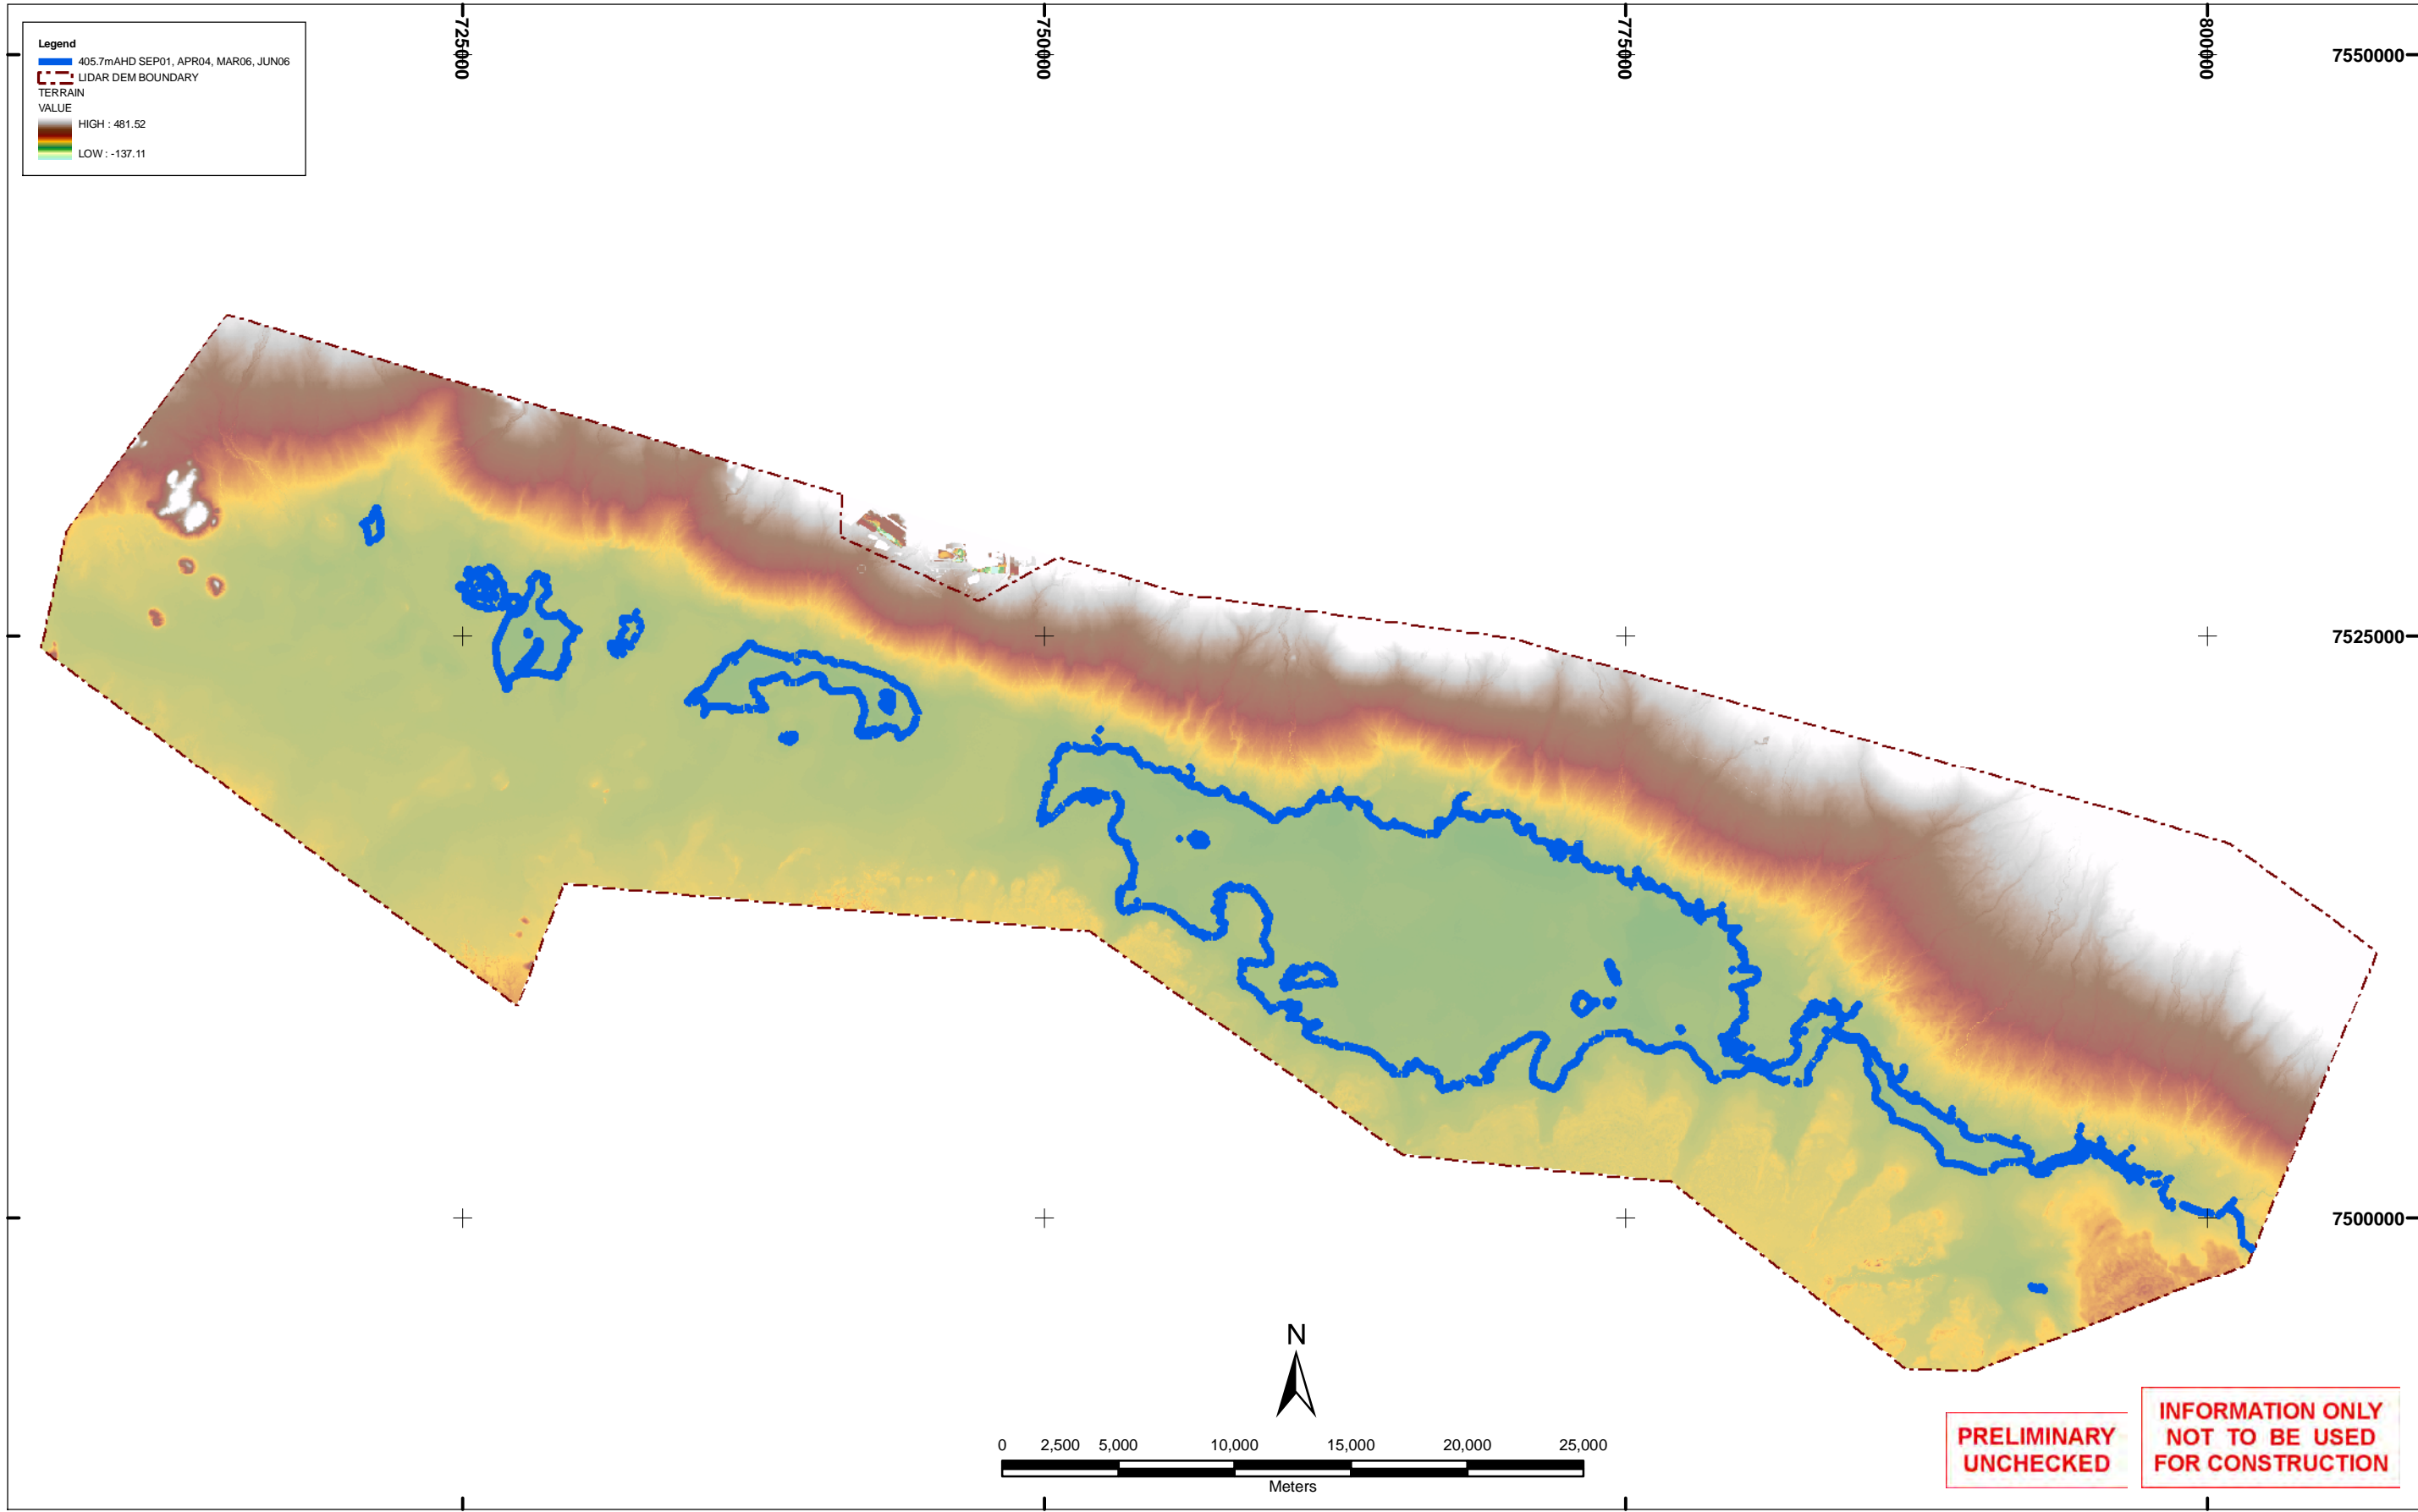 725000
750000
775000
800000
Legend
405.7mAHD SEP01, APR04, MAR06, JUN06
LIDAR DEM BOUNDARY
TERRAIN
VALUE
HIGH : 481.52
LOW : -137.11
7550000
7525000
7500000
N
0 2,500 5,000 10,000 15,000 20,000 25,000
Meters
PRELIMINARY
UNCHECKED
INFORMATION ONLY
NOT TO BE USED
FOR CONSTRUCTION